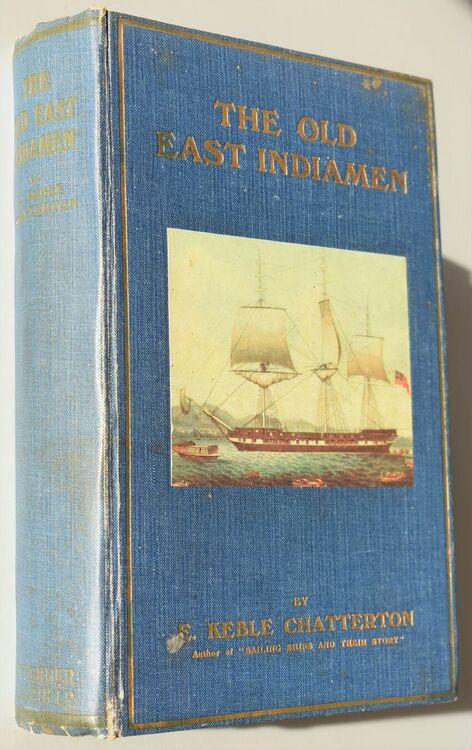 THE OLD
EAST INDIAMEN
BY
E. KEBLE CHATTERTON
Author of "SAILING SHIPS AND THEIR STORY"
THE
OLD EAST
INDIAMEN
KEBLE
CHATTERTON